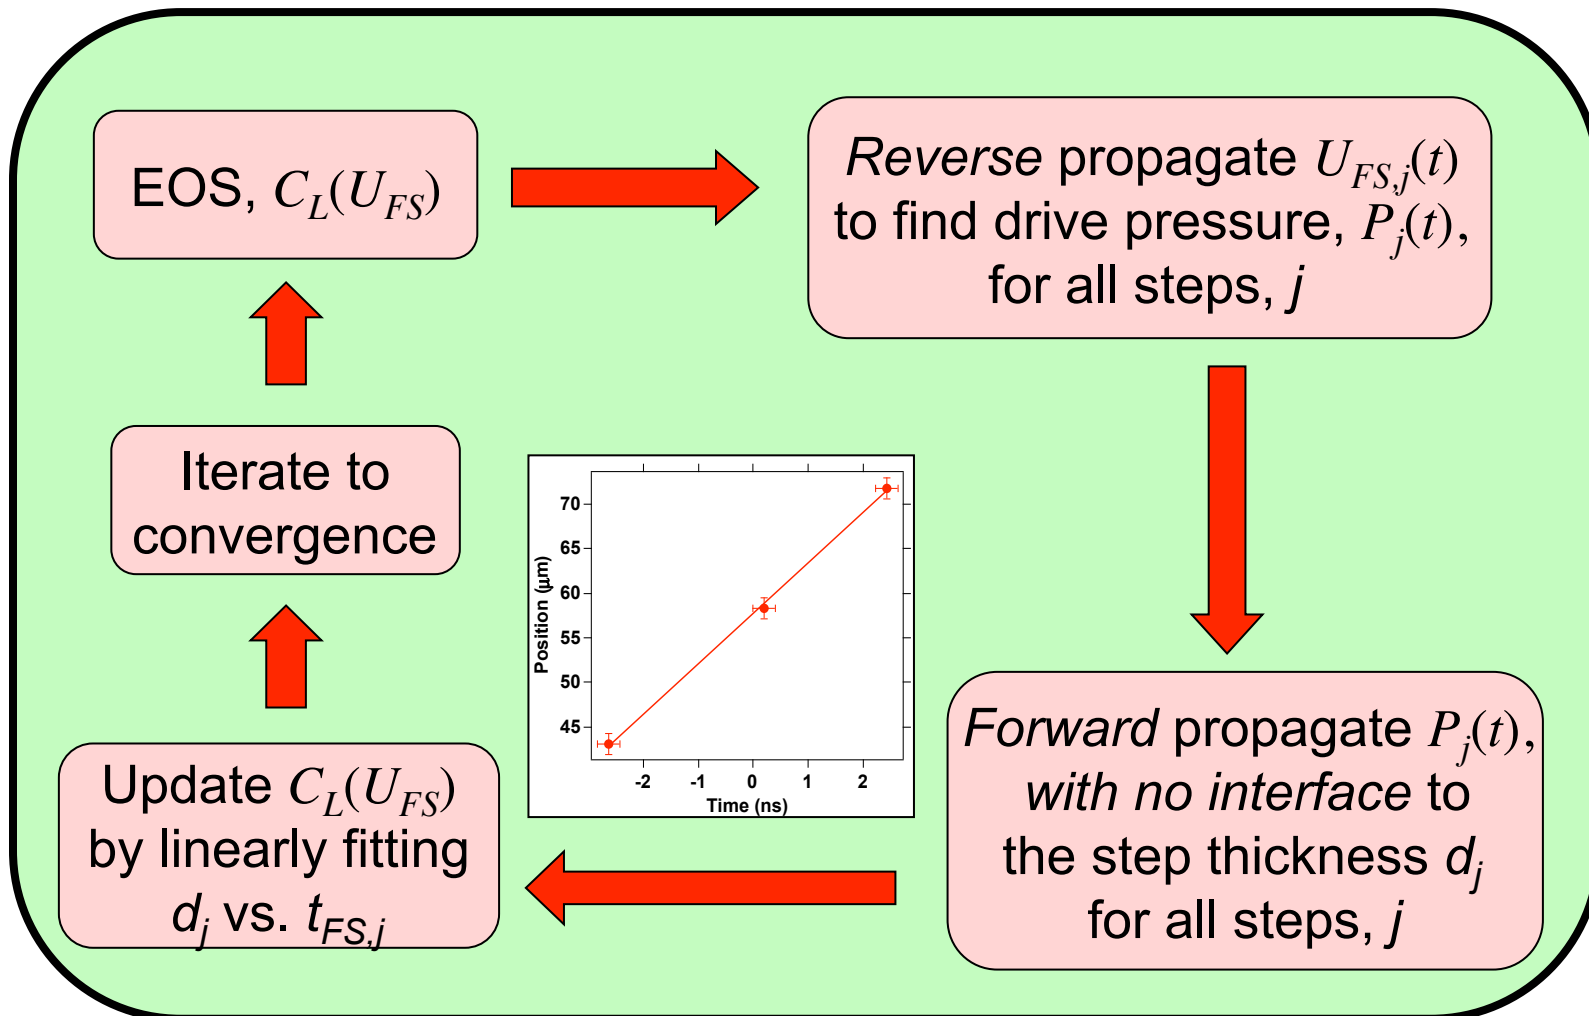 EOS, C_L(U_FS)
Reverse propagate U_FS,j(t)
to find drive pressure, P_j(t),
for all steps, j
Iterate to
convergence
70
65
60
55
50
45
Position (μm)
-2 -1 0 1 2
Time (ns)
Forward propagate P_j(t),
with no interface to
the step thickness d_j
for all steps, j
Update C_L(U_FS)
by linearly fitting
d_j vs. t_FS,j